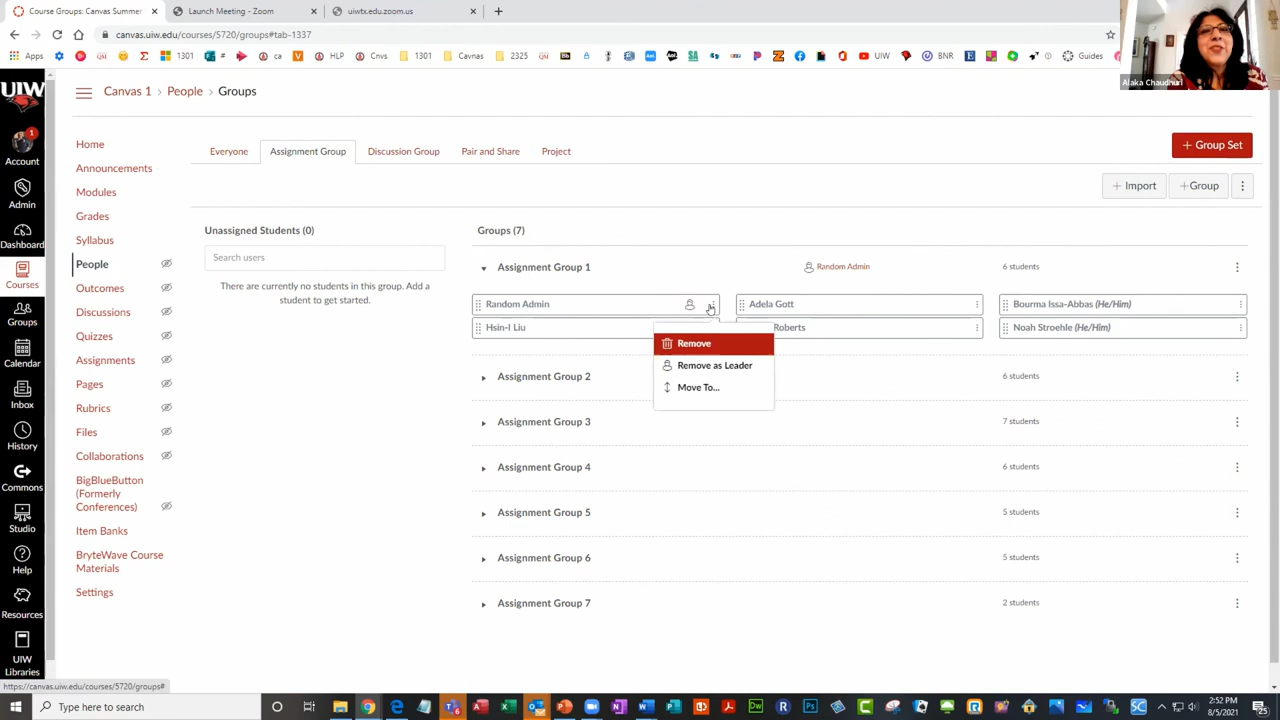 Course Groups: Canvas Summer
Launch Meeting - Zoom
uiwtx.edu.zoom.us
canvas.uiw.edu/courses/5720/groups#tab-1337
Apps
1301
ca
HLP
Cnvs
1301
Cavnas
2325
UIW
BNR
Guides
Alaka Chaudhuri
UIW
Canvas 1 > People > Groups
1
Account
Admin
Dashboard
Courses
Groups
Calendar
Inbox
History
Commons
Studio
Help
Resources
UIW
Libraries
Home
Announcements
Modules
Grades
Syllabus
People
Outcomes
Discussions
Quizzes
Assignments
Pages
Rubrics
Files
Collaborations
BigBlueButton
(Formerly
Conferences)
Item Banks
BryteWave Course
Materials
Settings
Everyone
Assignment Group
Discussion Group
Pair and Share
Project
+ Group Set
+ Import
+Group
Unassigned Students (0)
Search users
There are currently no students in this group. Add a
student to get started.
Groups (7)
Assignment Group 1
Random Admin
6 students
Random Admin
Adela Gott
Bourma Issa-Abbas (He/Him)
Hsin-I Liu
Roberts
Noah Stroehle (He/Him)
Remove
Remove as Leader
Move To...
Assignment Group 2
6 students
Assignment Group 3
7 students
Assignment Group 4
6 students
Assignment Group 5
5 students
Assignment Group 6
5 students
Assignment Group 7
2 students
https://canvas.uiw.edu/courses/5720/groups#
Type here to search
2:52 PM
8/5/2021
25